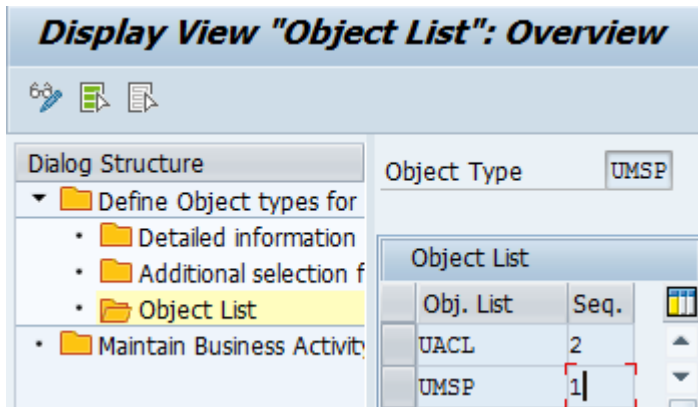 Display View "Object List": Overview
Dialog Structure
Define Object types for
Detailed information
Additional selection f
Object List
Maintain Business Activit
Object Type UMSP
Object List
Obj. List Seq.
UACL 2
UMSP 1